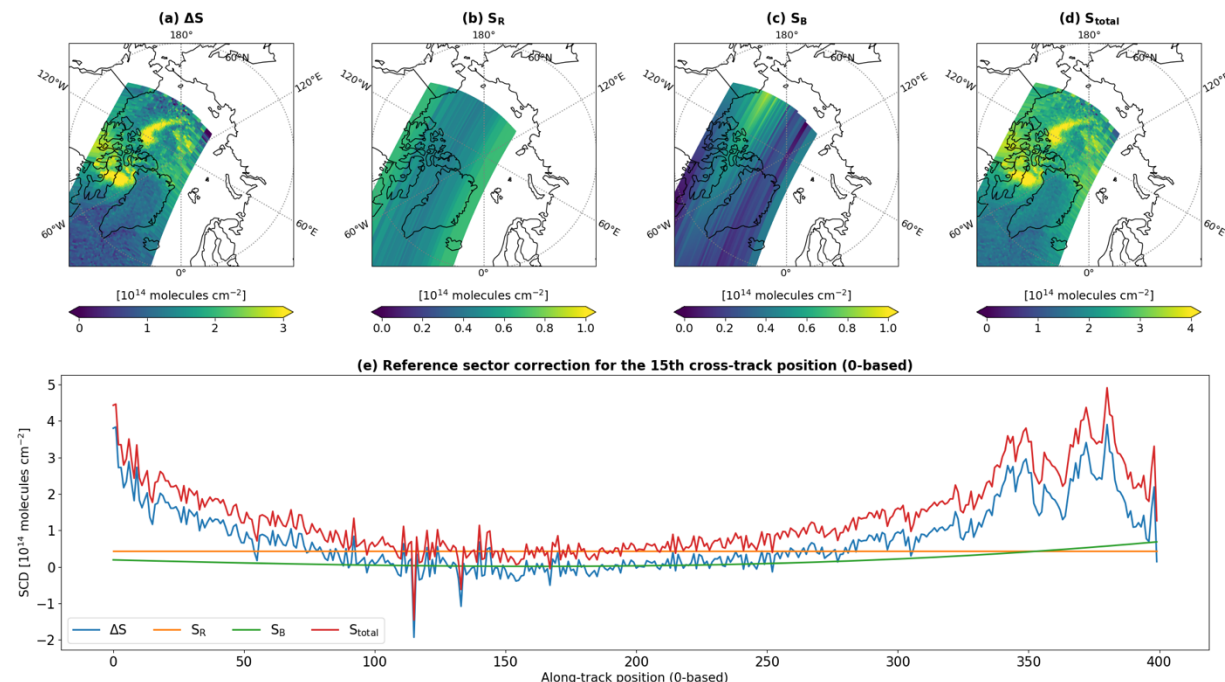 (a) ΔS (b) S_R (c) S_B (d) S_total
180° 180° 180° 180°
60°N 60°N 60°N 60°N
120°W 120°E 120°W 120°E 120°W 120°E 120°W 120°E
60°W 60°E 60°W 60°E 60°W 60°E 60°W 60°E
0° 0° 0° 0°
[10¹⁴ molecules cm⁻²] [10¹⁴ molecules cm⁻²] [10¹⁴ molecules cm⁻²] [10¹⁴ molecules cm⁻²]
0 1 2 3 0.0 0.2 0.4 0.6 0.8 1.0 0.0 0.2 0.4 0.6 0.8 1.0 0 1 2 3 4
(e) Reference sector correction for the 15th cross-track position (0-based)
SCD [10¹⁴ molecules cm⁻²]
5
4
3
2
1
0
−1
−2
ΔS S_R S_B S_total
0 50 100 150 200 250 300 350 400
Along-track position (0-based)